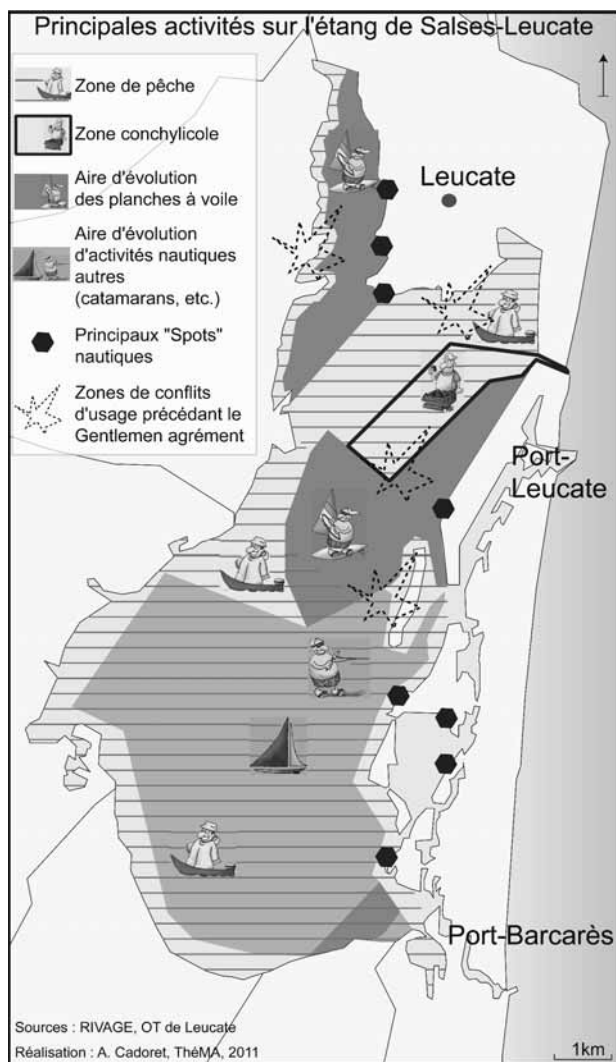 Principales activités sur l'étang de Salses-Leucate
Zone de pêche
Zone conchylicole
Aire d'évolution
des planches à voile
Aire d'évolution
d'activités nautiques
autres
(catamarans, etc.)
Principaux "Spots"
nautiques
Zones de conflits
d'usage précédant le
Gentlemen agrément
Leucate
Port-
Leucate
Port-Barcarès
Sources : RIVAGE, OT de Leucate
Réalisation : A. Cadoret, ThéMA, 2011
1km